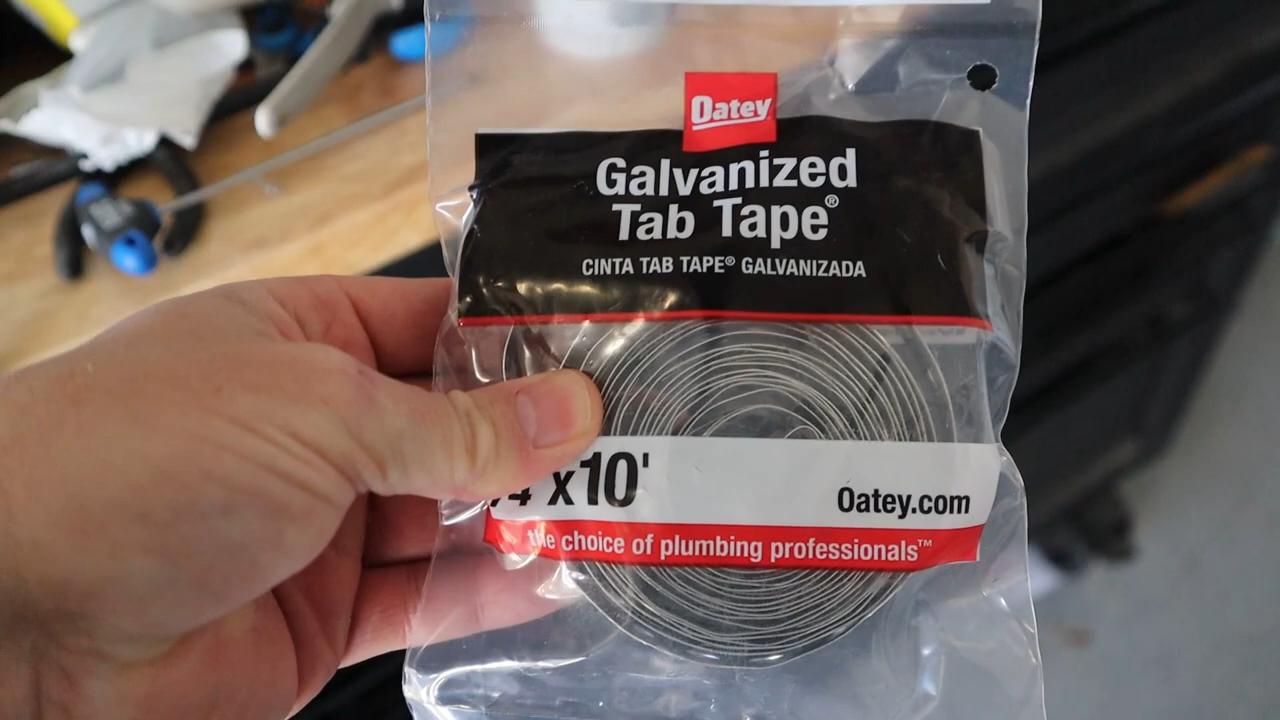 Oatey
Galvanized
Tab Tape®
CINTA TAB TAPE® GALVANIZADA
x10'
Oatey.com
the choice of plumbing professionals™